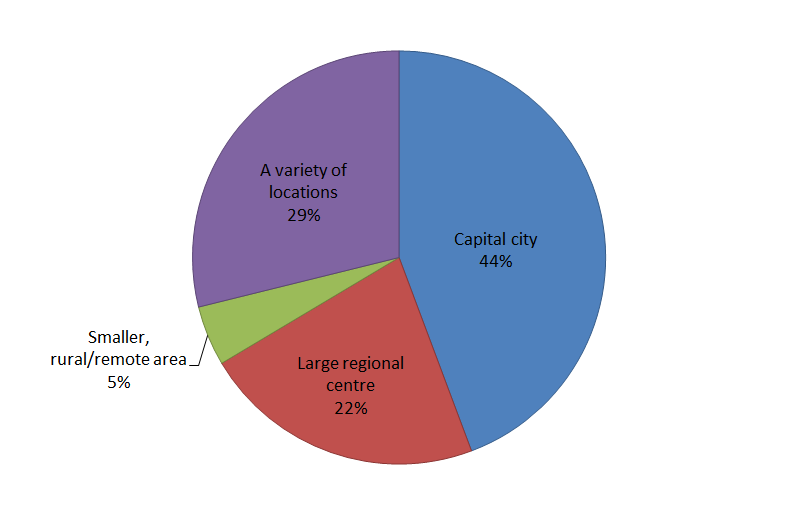 A variety of
locations
29%
Capital city
44%
Smaller,
rural/remote area
5%
Large regional
centre
22%